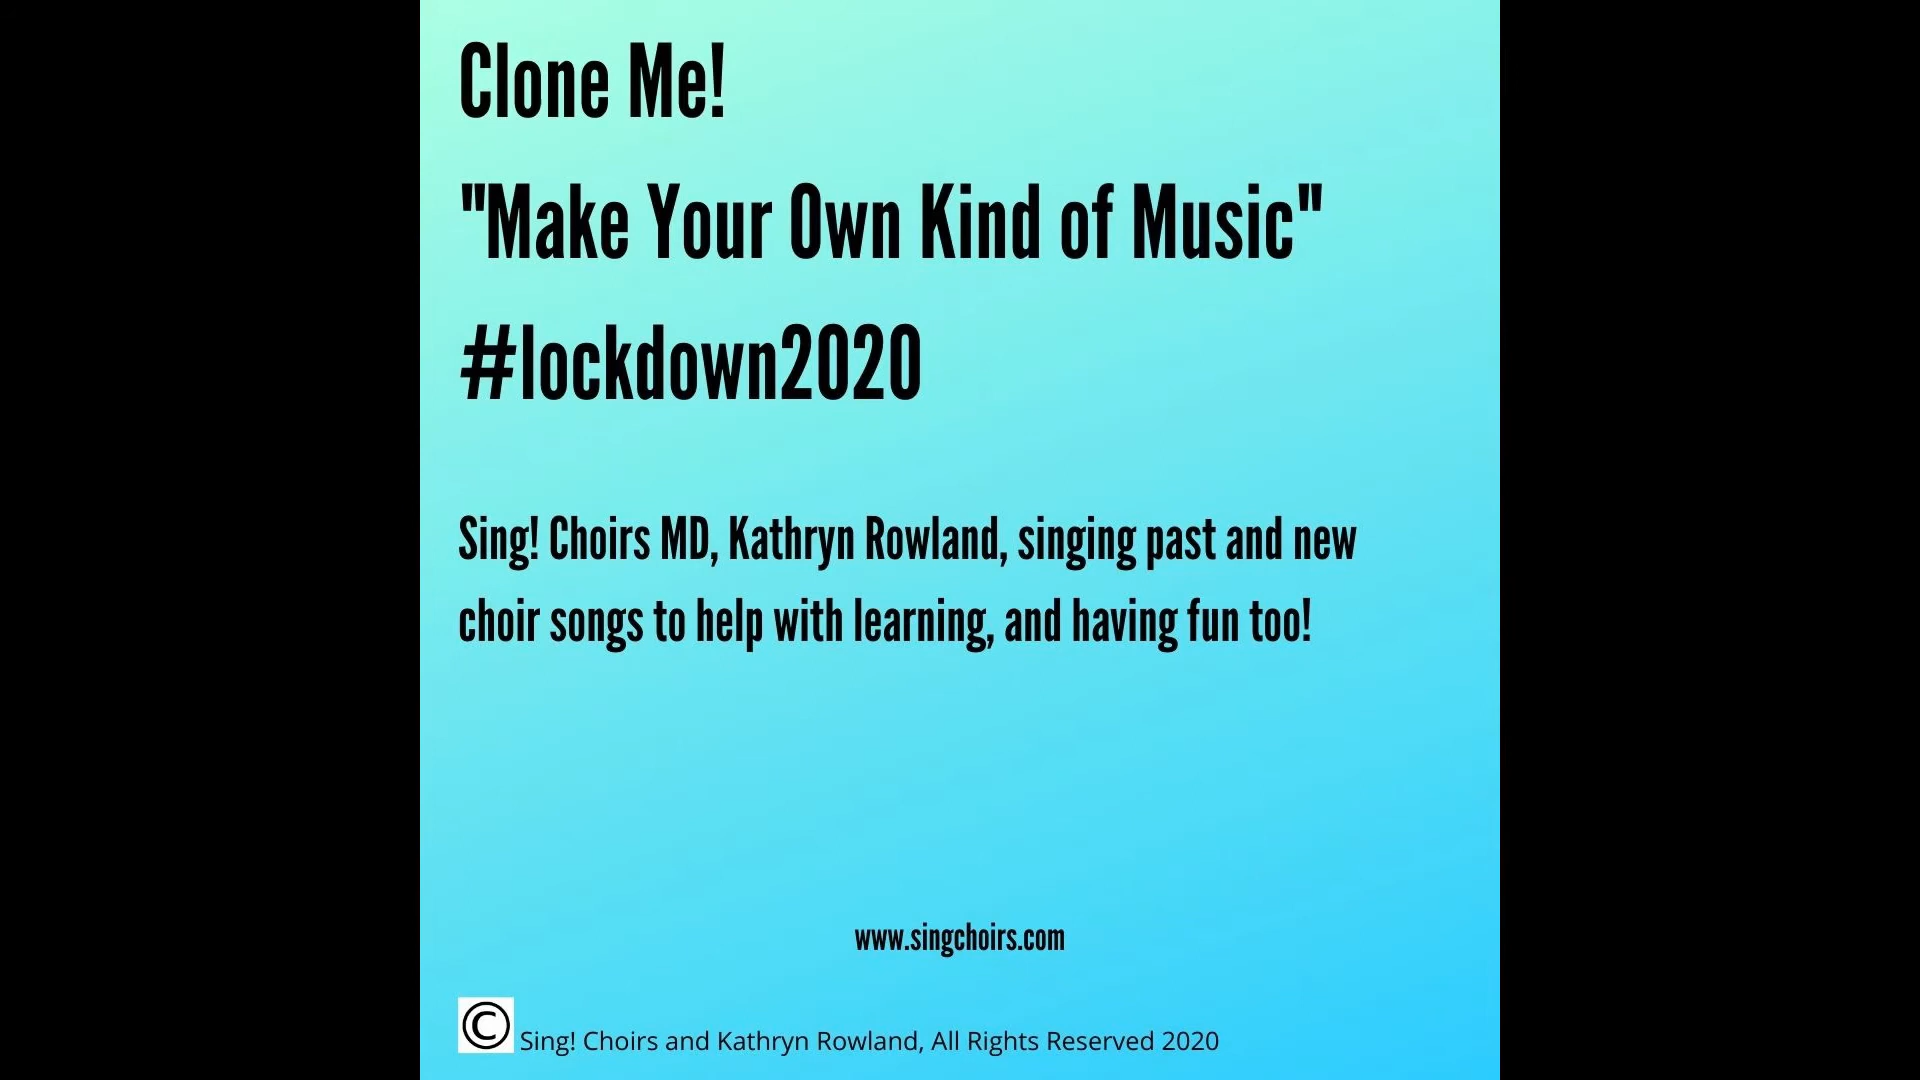 Clone Me!
"Make Your Own Kind of Music"
#lockdown2020
Sing! Choirs MD, Kathryn Rowland, singing past and new
choir songs to help with learning, and having fun too!
www.singchoirs.com
© Sing! Choirs and Kathryn Rowland, All Rights Reserved 2020